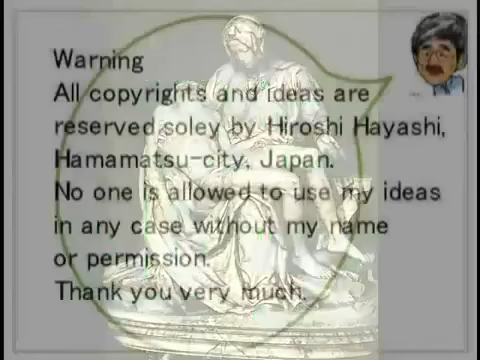 Warning
All copyrights and ideas are
reserved soley by Hiroshi Hayashi,
Hamamatsu-city, Japan.
No one is allowed to use my ideas
in any case without my name
or permission.
Thank you very much.